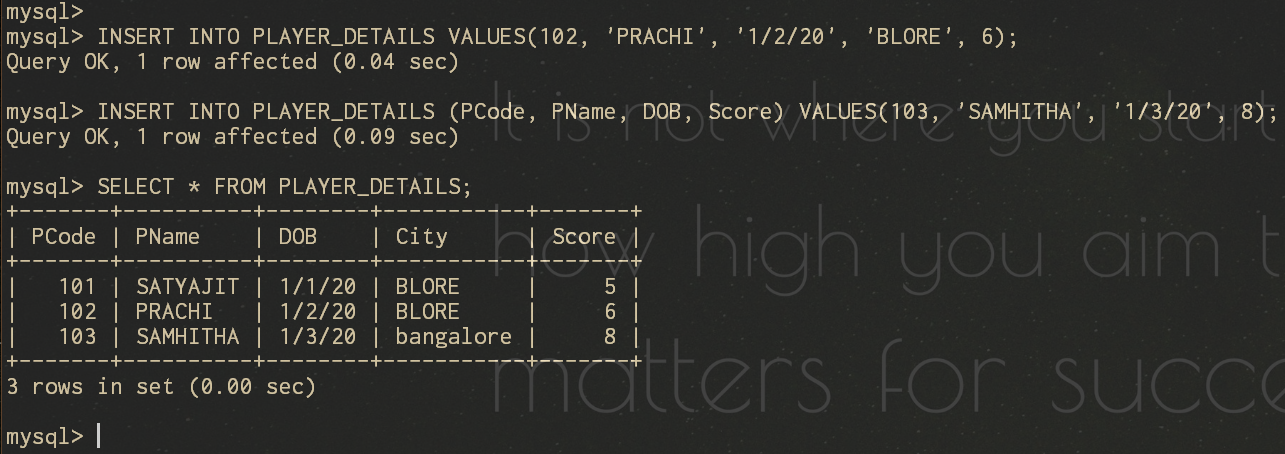 mysql>
mysql> INSERT INTO PLAYER_DETAILS VALUES(102, 'PRACHI', '1/2/20', 'BLORE', 6);
Query OK, 1 row affected (0.04 sec)
mysql> INSERT INTO PLAYER_DETAILS (PCode, PName, DOB, Score) VALUES(103, 'SAMHITHA', '1/3/20', 8);
It is not where you start
Query OK, 1 row affected (0.09 sec)
mysql> SELECT * FROM PLAYER_DETAILS;
+-------+----------+--------+-----------+-------+
| PCode | PName    | DOB    | City      | Score |
how high you aim t
+-------+----------+--------+-----------+-------+
|   101 | SATYAJIT | 1/1/20 | BLORE     |     5 |
|   102 | PRACHI   | 1/2/20 | BLORE     |     6 |
|   103 | SAMHITHA | 1/3/20 | bangalore |     8 |
+-------+----------+--------+-----------+-------+
matters for succe
3 rows in set (0.00 sec)
mysql>